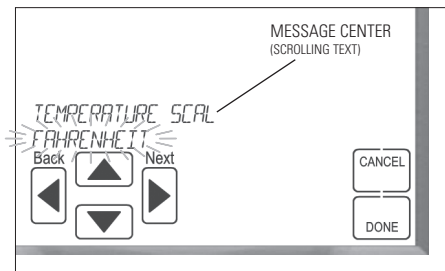 MESSAGE CENTER
(SCROLLING TEXT)
TEMPERATURE SCAL
FAHRENHEIT
Back Next
CANCEL
DONE